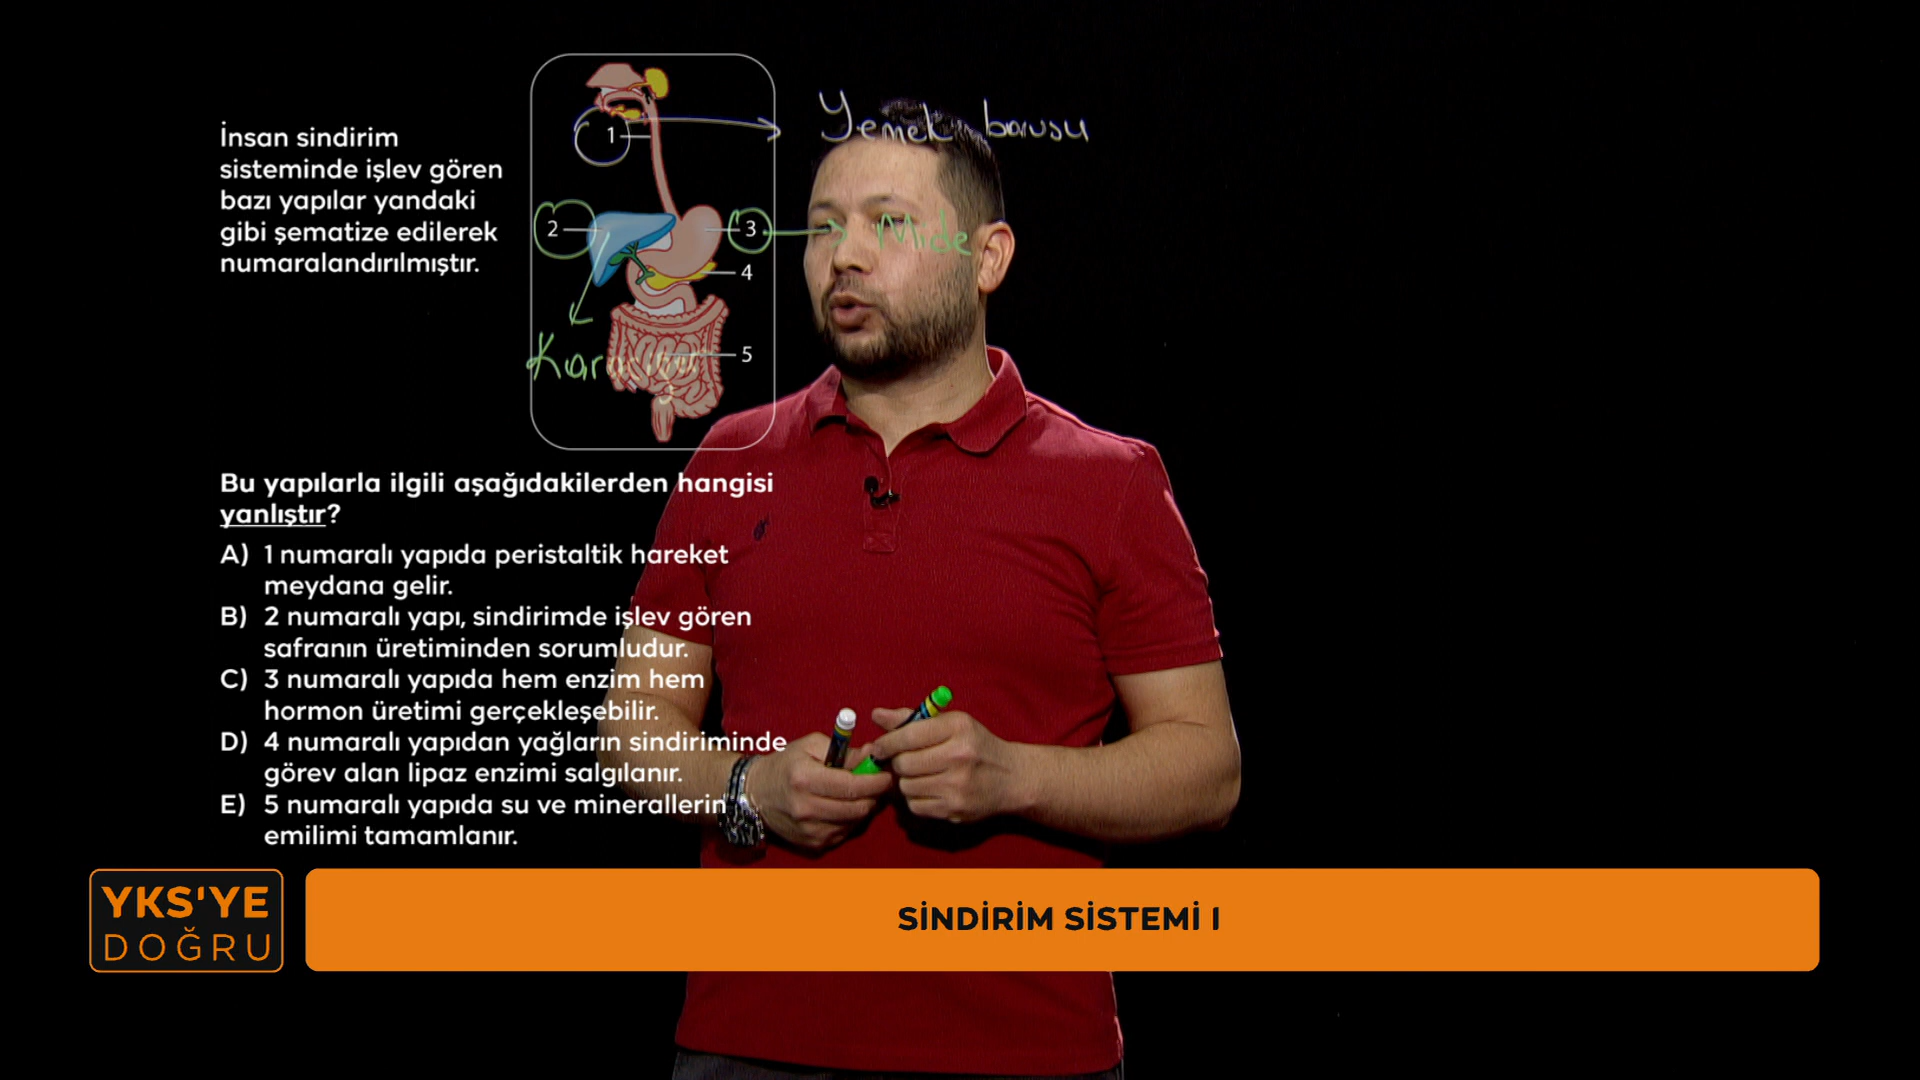 İnsan sindirim
sisteminde işlev gören
bazı yapılar yandaki
gibi şematize edilerek
numaralandırılmıştır.
1
2
3
4
5
Yemek borusu
Mide
Karaciğer
Bu yapılarla ilgili aşağıdakilerden hangisi
yanlıştır?
A) 1 numaralı yapıda peristaltik hareket
meydana gelir.
B) 2 numaralı yapı, sindirimde işlev gören
safranın üretiminden sorumludur.
C) 3 numaralı yapıda hem enzim hem
hormon üretimi gerçekleşebilir.
D) 4 numaralı yapıdan yağların sindiriminde
görev alan lipaz enzimi salgılanır.
E) 5 numaralı yapıda su ve minerallerin
emilimi tamamlanır.
YKS'YE
DOĞRU
SİNDİRİM SİSTEMİ I